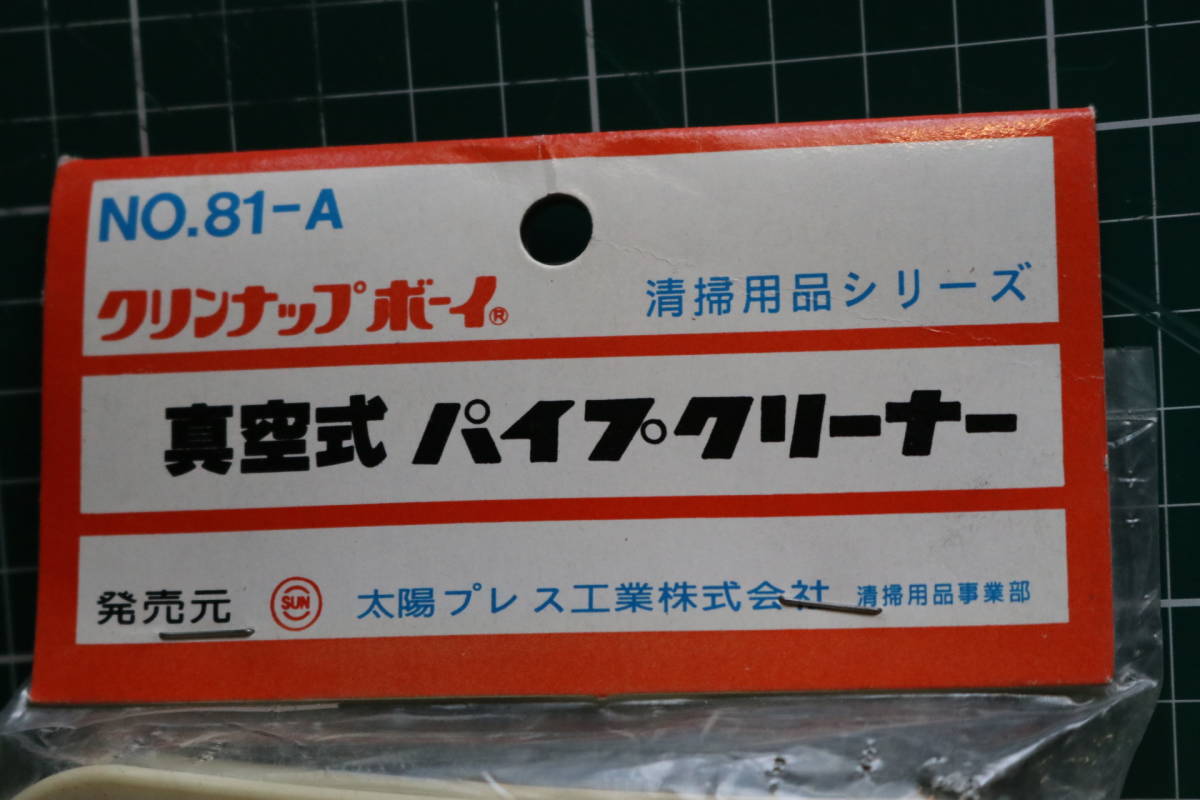 NO.81-A
クリンナップボーイ® 清掃用品シリーズ
真空式 パイプクリーナー
発売元 SUN 太陽プレス工業株式会社 清掃用品事業部